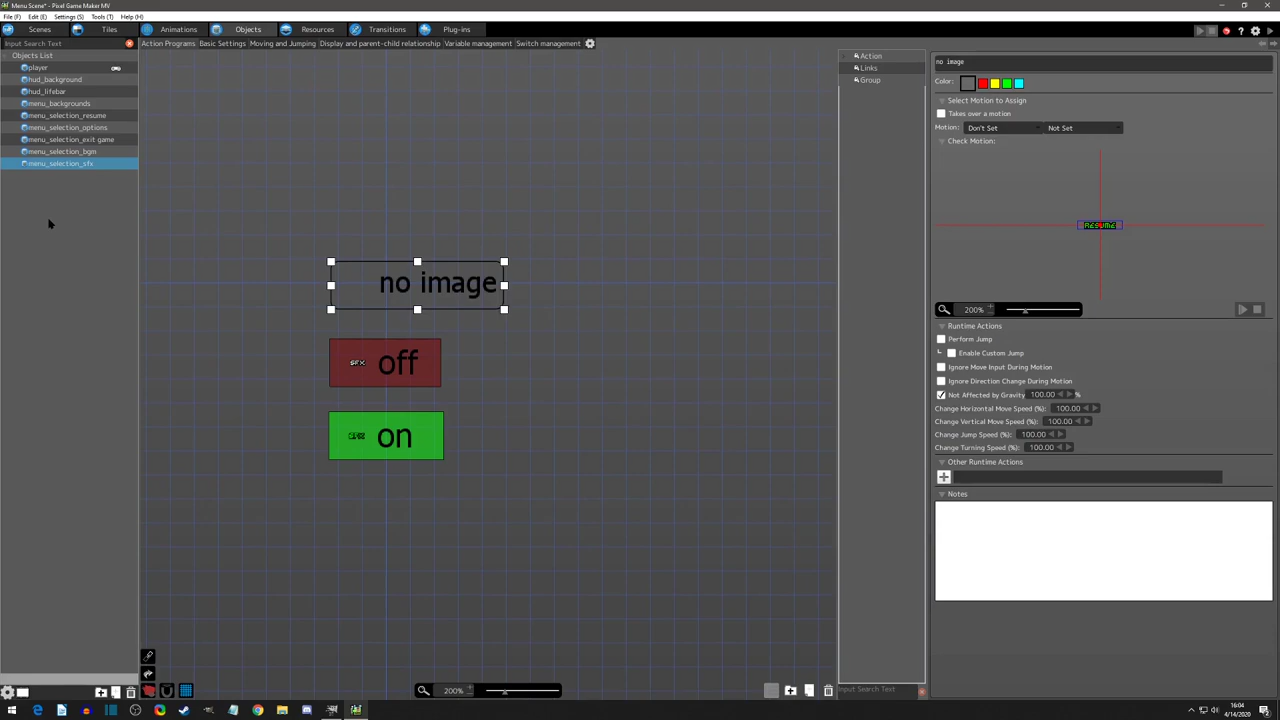 Menu Scene* - Pixel Game Maker MV
File (F) Edit (E) Settings (S) Tools (T) Help (H)
Scenes Tiles Animations Objects Resources Transitions Plug-ins
Input Search Text
Action Programs Basic Settings Moving and Jumping Display and parent-child relationship Variable management Switch management
Objects List
player
hud_background
hud_lifebar
menu_backgrounds
menu_selection_resume
menu_selection_options
menu_selection_exit game
menu_selection_bgm
menu_selection_sfx
no image
SFX off
on
200%
Action
Links
Group
Input Search Text
no image
Color:
Select Motion to Assign
Takes over a motion
Motion: Don't Set Not Set
Check Motion:
RESUME
200%
Runtime Actions
Perform Jump
Enable Custom Jump
Ignore Move Input During Motion
Ignore Direction Change During Motion
Not Affected by Gravity 100.00 %
Change Horizontal Move Speed (%): 100.00
Change Vertical Move Speed (%): 100.00
Change Jump Speed (%): 100.00
Change Turning Speed (%): 100.00
Other Runtime Actions
Notes
16:04
4/14/2020